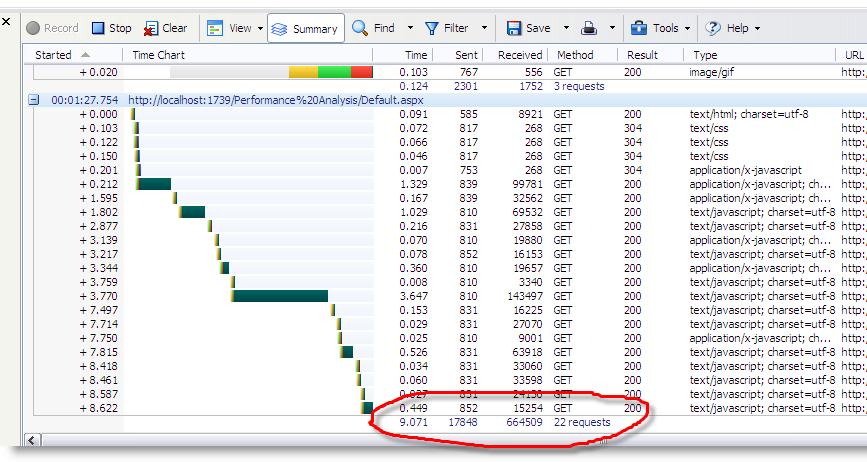 Record Stop Clear View Summary Find Filter Save Tools Help
Started Time Chart Time Sent Received Method Result Type URL
+ 0.020 0.103 767 556 GET 200 image/gif http:
0.124 2301 1752 3 requests
00:01:27.754 http://localhost:1739/Performance%20Analysis/Default.aspx
+ 0.000 0.091 585 8921 GET 200 text/html; charset=utf-8 http:
+ 0.103 0.072 817 268 GET 304 text/css http:
+ 0.122 0.066 817 268 GET 304 text/css http:
+ 0.150 0.046 817 268 GET 304 text/css http:
+ 0.201 0.007 753 268 GET 304 application/x-javascript http:
+ 0.212 1.329 839 99781 GET 200 application/x-javascript; ch... http:
+ 1.595 0.167 839 32562 GET 200 application/x-javascript; ch... http:
+ 1.802 1.029 810 69532 GET 200 text/javascript; charset=utf-8 http:
+ 2.877 0.216 831 27858 GET 200 text/javascript; charset=utf-8 http:
+ 3.139 0.070 810 19880 GET 200 application/x-javascript; ch... http:
+ 3.217 0.078 852 16153 GET 200 text/javascript; charset=utf-8 http:
+ 3.344 0.360 810 19657 GET 200 application/x-javascript; ch... http:
+ 3.759 0.008 810 3340 GET 200 text/javascript; charset=utf-8 http:
+ 3.770 3.647 810 143497 GET 200 text/javascript; charset=utf-8 http:
+ 7.497 0.153 831 16225 GET 200 text/javascript; charset=utf-8 http:
+ 7.714 0.029 831 27070 GET 200 text/javascript; charset=utf-8 http:
+ 7.750 0.025 810 9001 GET 200 application/x-javascript; ch... http:
+ 7.815 0.526 831 63918 GET 200 text/javascript; charset=utf-8 http:
+ 8.418 0.034 831 33060 GET 200 text/javascript; charset=utf-8 http:
+ 8.461 0.060 831 33598 GET 200 text/javascript; charset=utf-8 http:
+ 8.587 0.027 831 24130 GET 200 text/javascript; charset=utf-8 http:
+ 8.622 0.449 852 15254 GET 200 text/javascript; charset=utf-8 http:
9.071 17848 664509 22 requests